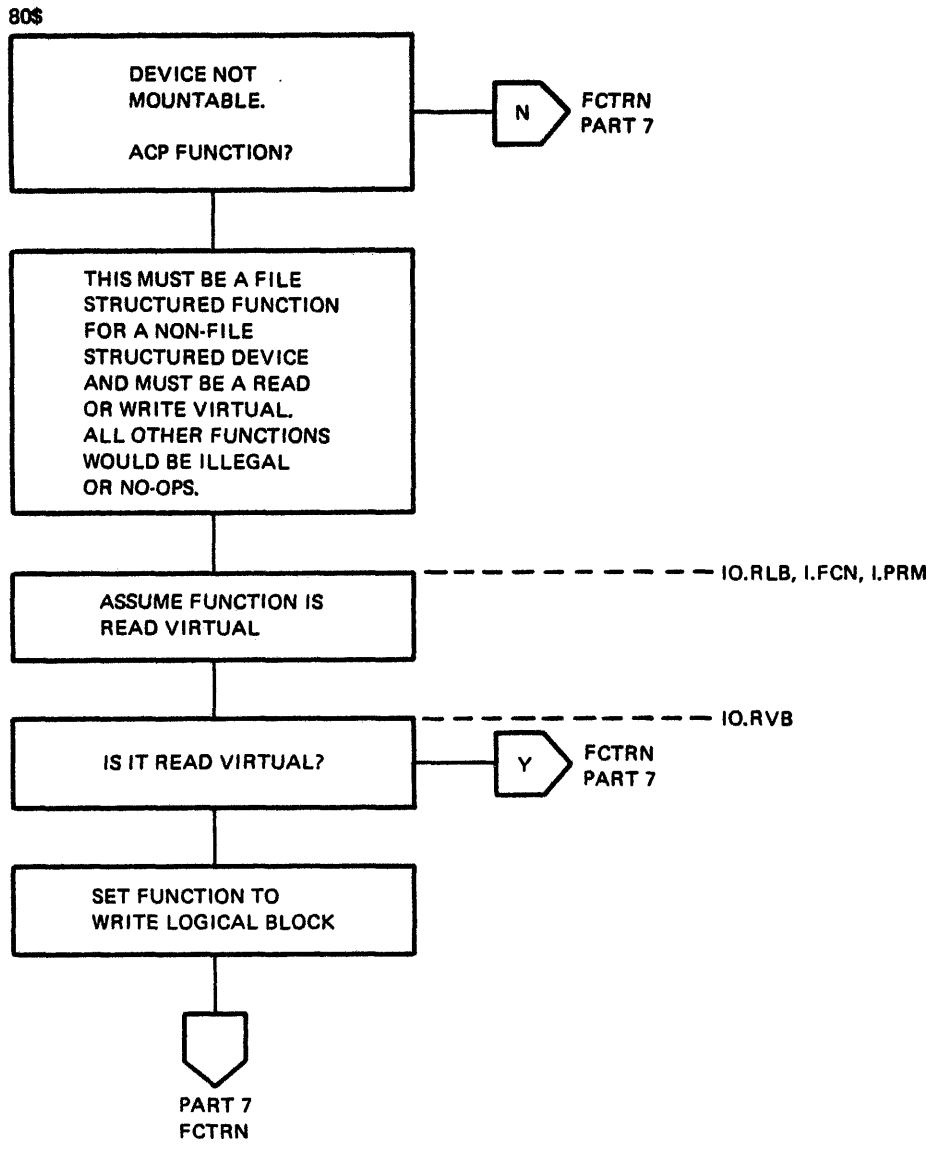 80$
DEVICE NOT
MOUNTABLE.
ACP FUNCTION?
N
FCTRN
PART 7
THIS MUST BE A FILE
STRUCTURED FUNCTION
FOR A NON-FILE
STRUCTURED DEVICE
AND MUST BE A READ
OR WRITE VIRTUAL.
ALL OTHER FUNCTIONS
WOULD BE ILLEGAL
OR NO-OPS.
IO.RLB, I.FCN, I.PRM
ASSUME FUNCTION IS
READ VIRTUAL
IO.RVB
IS IT READ VIRTUAL?
Y
FCTRN
PART 7
SET FUNCTION TO
WRITE LOGICAL BLOCK
PART 7
FCTRN